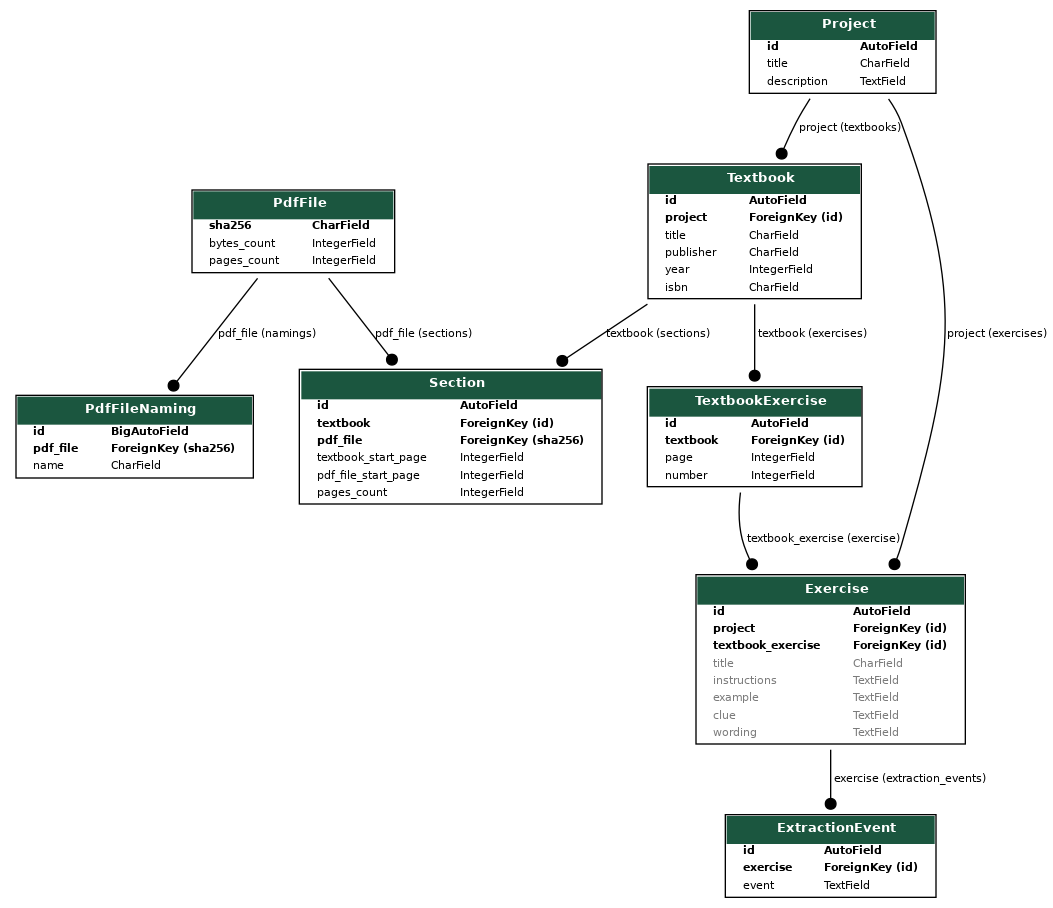 Project
id AutoField
title CharField
description TextField
project (textbooks)
Textbook
id AutoField
project ForeignKey (id)
title CharField
publisher CharField
year IntegerField
isbn CharField
PdfFile
sha256 CharField
bytes_count IntegerField
pages_count IntegerField
pdf_file (namings)
pdf_file (sections)
textbook (sections)
textbook (exercises)
project (exercises)
PdfFileNaming
id BigAutoField
pdf_file ForeignKey (sha256)
name CharField
Section
id AutoField
textbook ForeignKey (id)
pdf_file ForeignKey (sha256)
textbook_start_page IntegerField
pdf_file_start_page IntegerField
pages_count IntegerField
TextbookExercise
id AutoField
textbook ForeignKey (id)
page IntegerField
number IntegerField
textbook_exercise (exercise)
Exercise
id AutoField
project ForeignKey (id)
textbook_exercise ForeignKey (id)
title CharField
instructions TextField
example TextField
clue TextField
wording TextField
exercise (extraction_events)
ExtractionEvent
id AutoField
exercise ForeignKey (id)
event TextField